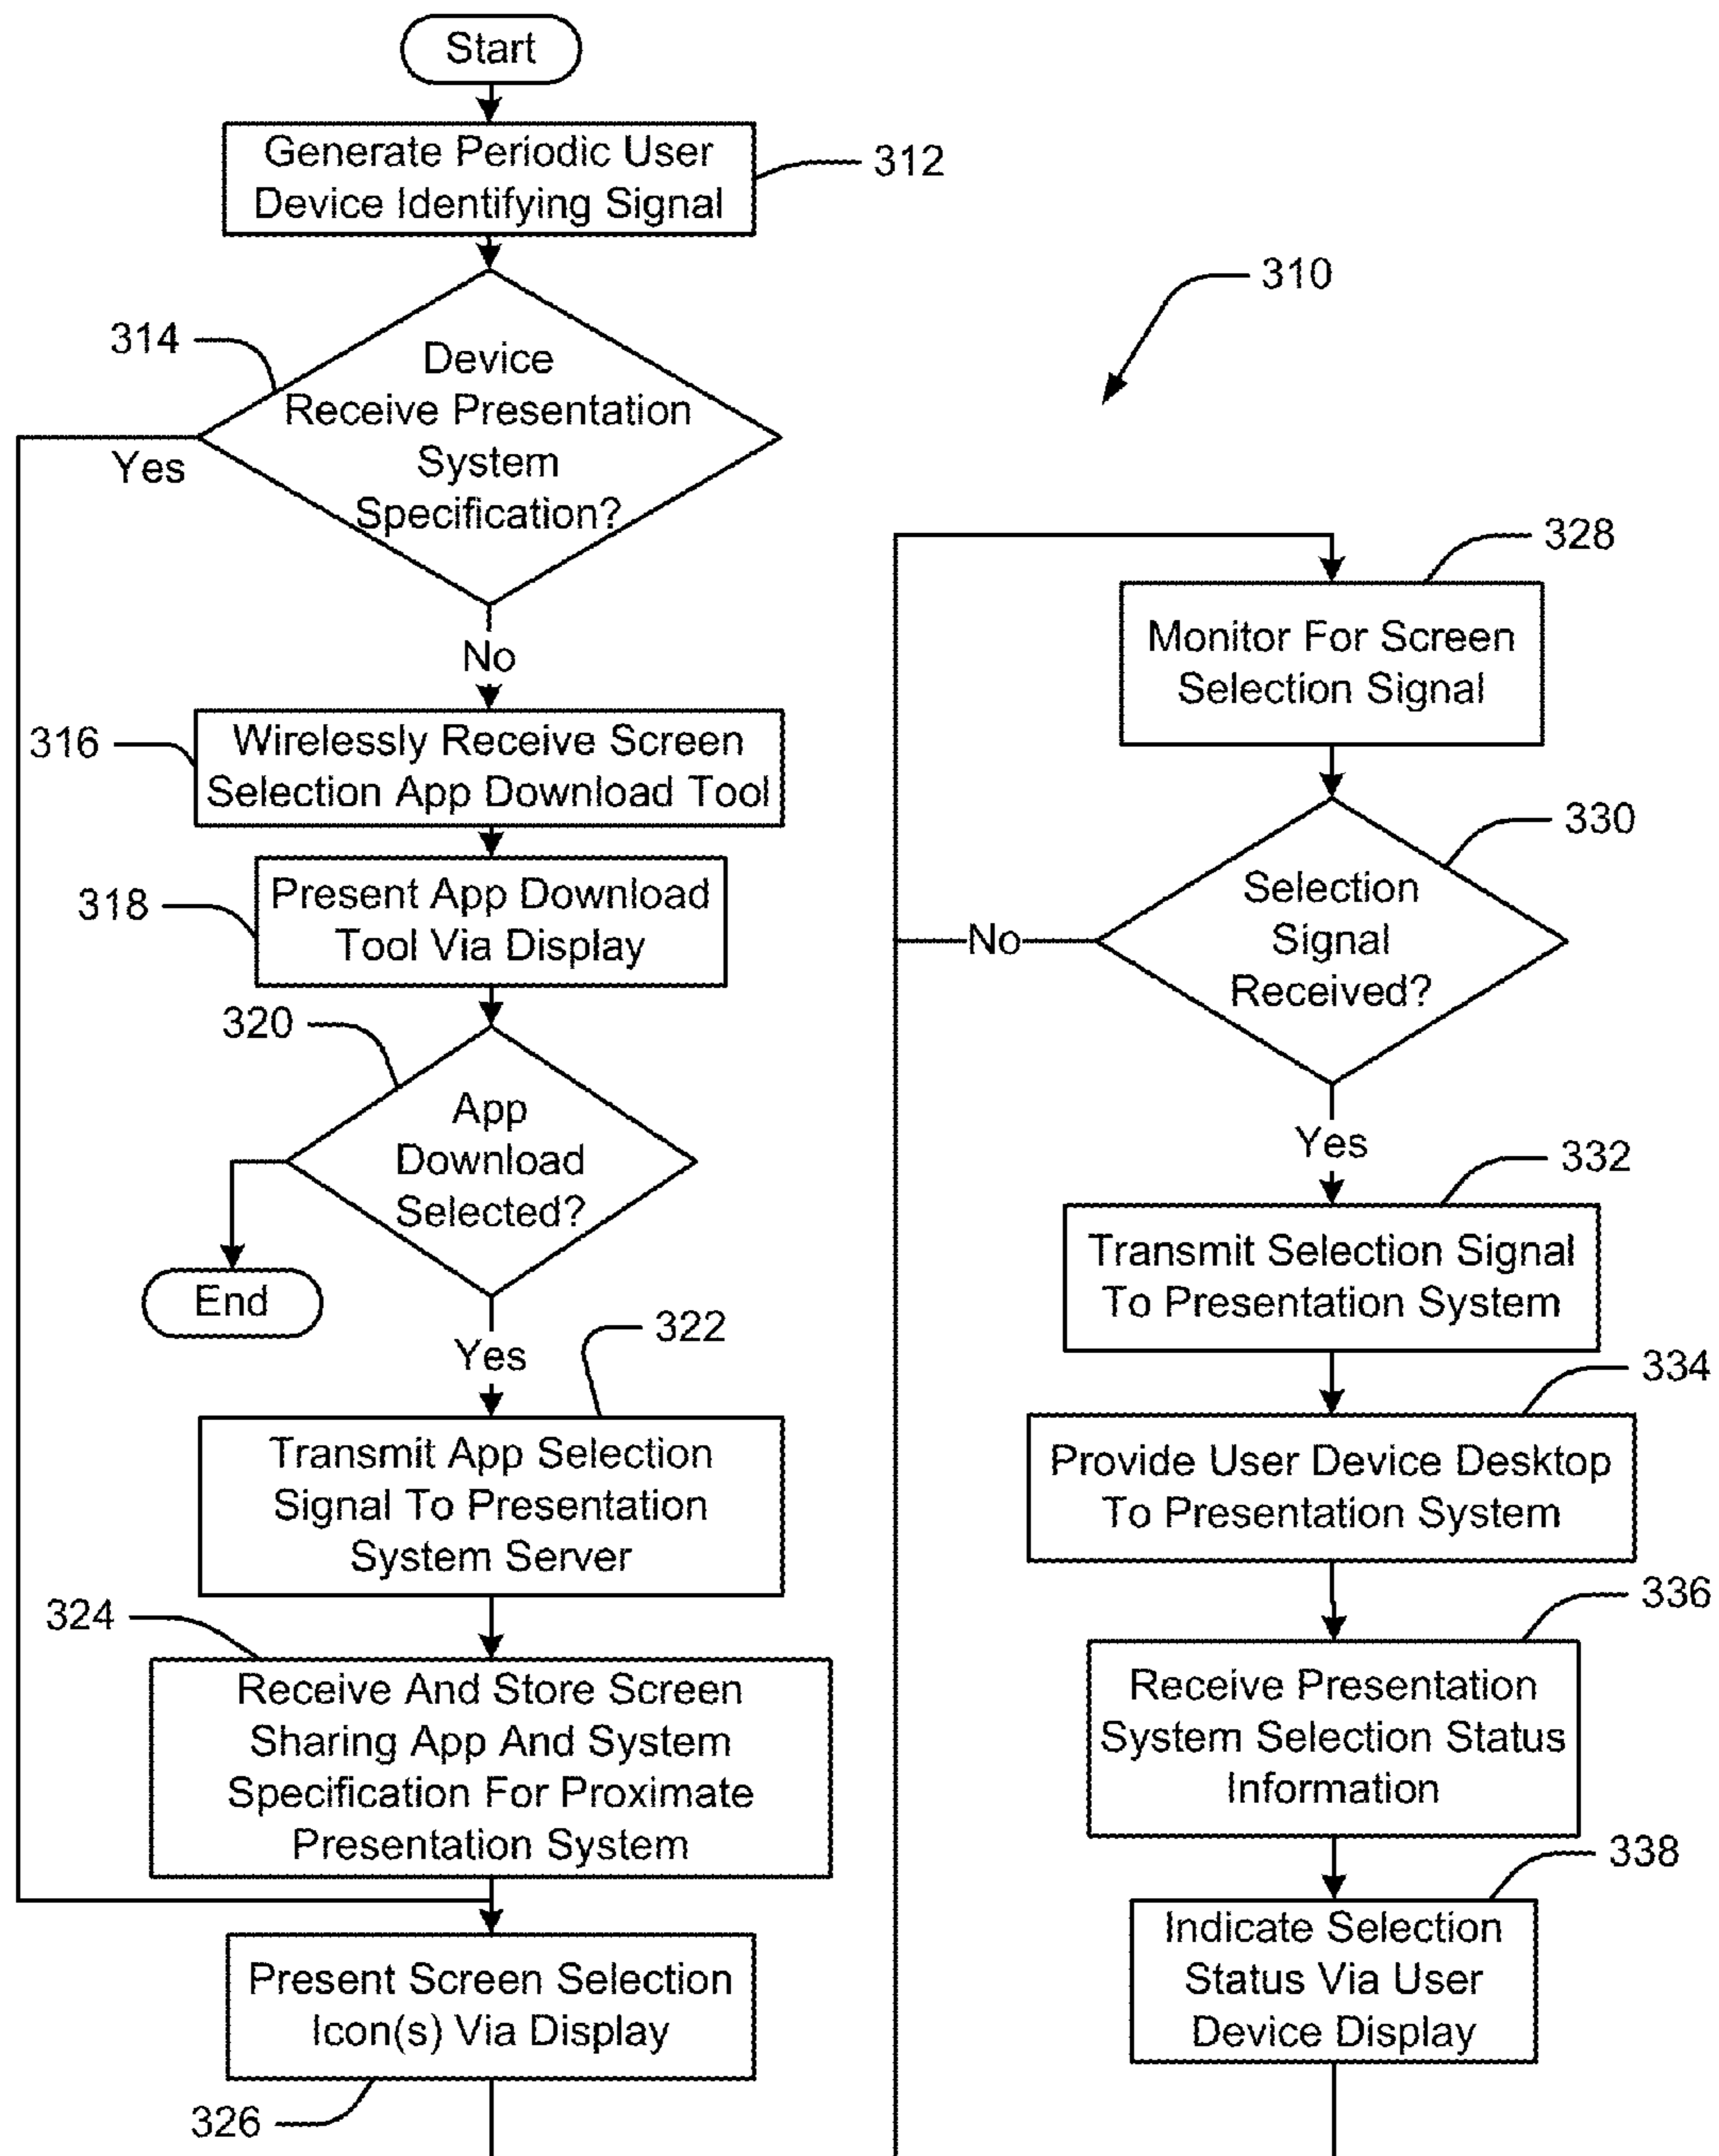 Start
Generate Periodic User
Device Identifying Signal
312
310
314
Device
Receive Presentation
System
Specification?
Yes
No
316
Wirelessly Receive Screen
Selection App Download Tool
318
Present App Download
Tool Via Display
320
App
Download
Selected?
End
Yes
322
Transmit App Selection
Signal To Presentation
System Server
324
Receive And Store Screen
Sharing App And System
Specification For Proximate
Presentation System
Present Screen Selection
Icon(s) Via Display
326
328
Monitor For Screen
Selection Signal
330
Selection
Signal
Received?
No
Yes
332
Transmit Selection Signal
To Presentation System
334
Provide User Device Desktop
To Presentation System
336
Receive Presentation
System Selection Status
Information
338
Indicate Selection
Status Via User
Device Display